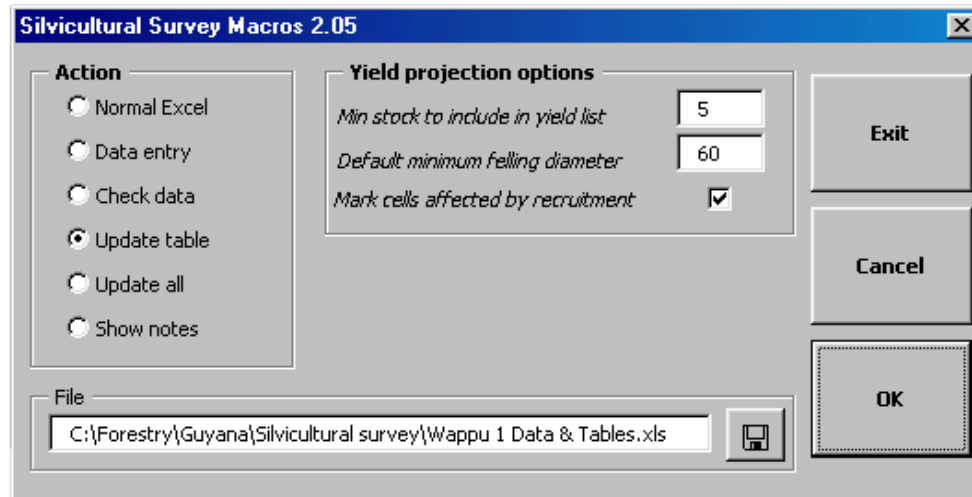 Silvicultural Survey Macros 2.05
Action
Normal Excel
Data entry
Check data
Update table
Update all
Show notes
Yield projection options
Min stock to include in yield list 5
Default minimum felling diameter 60
Mark cells affected by recruitment
Exit
Cancel
OK
File
C:\Forestry\Guyana\Silvicultural survey\Wappu 1 Data & Tables.xls